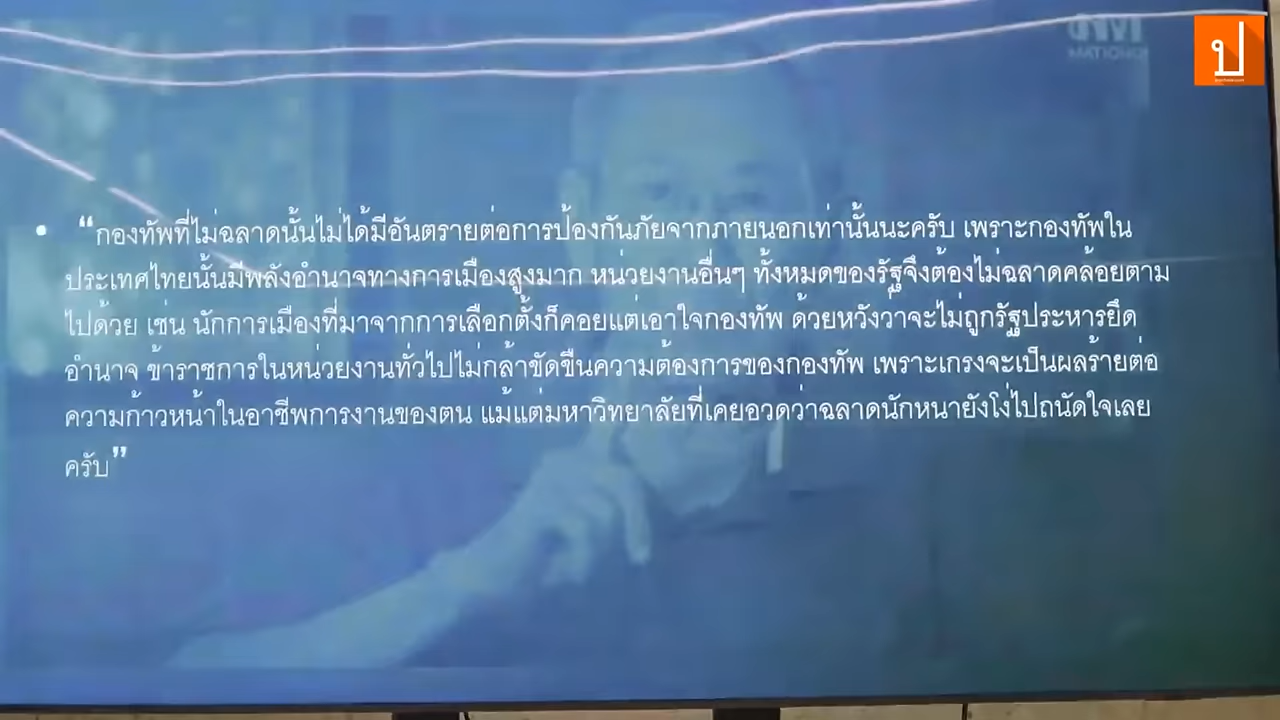 ป
• “กองทัพที่ไม่ฉลาดนั้นไม่ได้มีอันตรายต่อการป้องกันภัยจากภายนอกเท่านั้นนะครับ เพราะกองทัพใน
ประเทศไทยนั้นมีพลังอำนาจทางการเมืองสูงมาก หน่วยงานอื่นๆ ทั้งหมดของรัฐจึงต้องไม่ฉลาดคล้อยตาม
ไปด้วย เช่น นักการเมืองที่มาจากการเลือกตั้งก็คอยแต่เอาใจกองทัพ ด้วยหวังว่าจะไม่ถูกรัฐประหารยึด
อำนาจ ข้าราชการในหน่วยงานทั่วไปไม่กล้าขัดขืนความต้องการของกองทัพ เพราะเกรงจะเป็นผลร้ายต่อ
ความก้าวหน้าในอาชีพการงานของตน แม้แต่มหาวิทยาลัยที่เคยอวดว่าฉลาดนักหนายังโง่ไปถนัดใจเลย
ครับ”